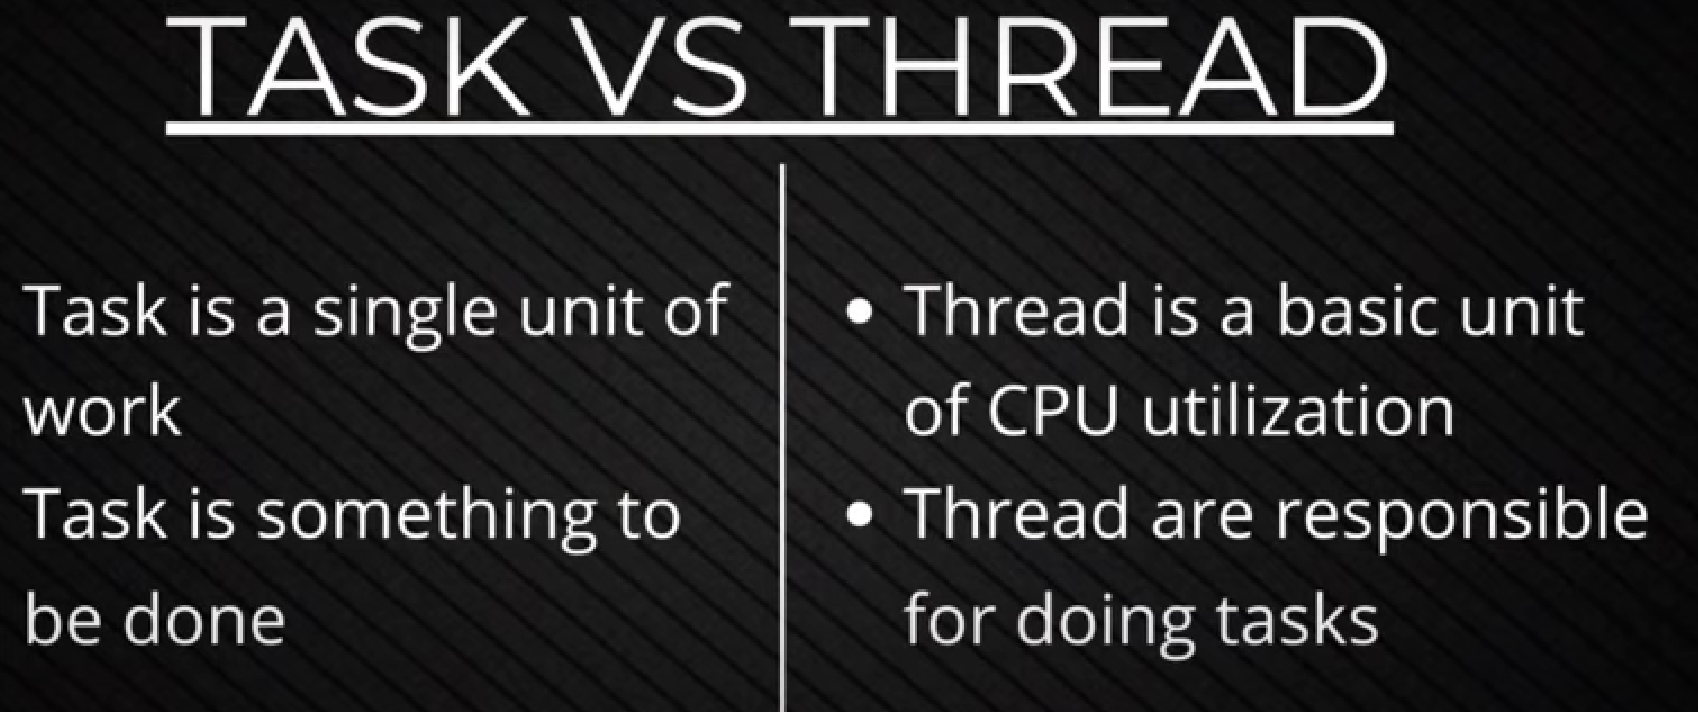 TASK VS THREAD
Task is a single unit of
work
Task is something to
be done
• Thread is a basic unit
of CPU utilization
• Thread are responsible
for doing tasks